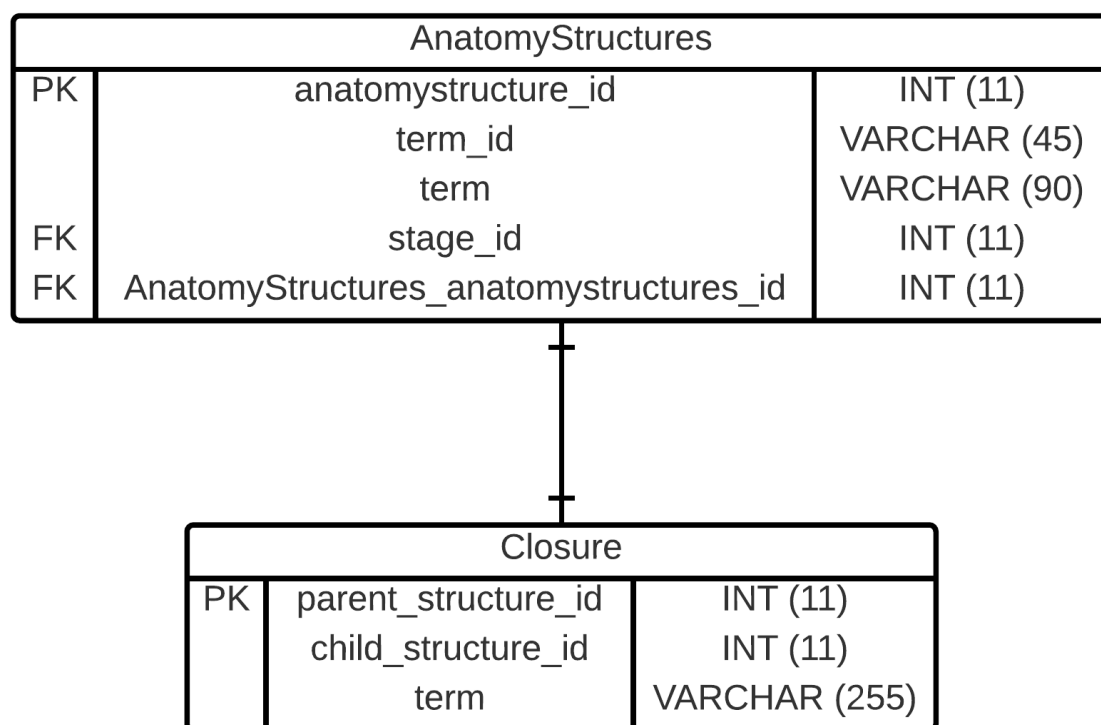 AnatomyStructures
PK anatomystructure_id INT (11)
term_id VARCHAR (45)
term VARCHAR (90)
FK stage_id INT (11)
FK AnatomyStructures_anatomystructures_id INT (11)
Closure
PK parent_structure_id INT (11)
child_structure_id INT (11)
term VARCHAR (255)